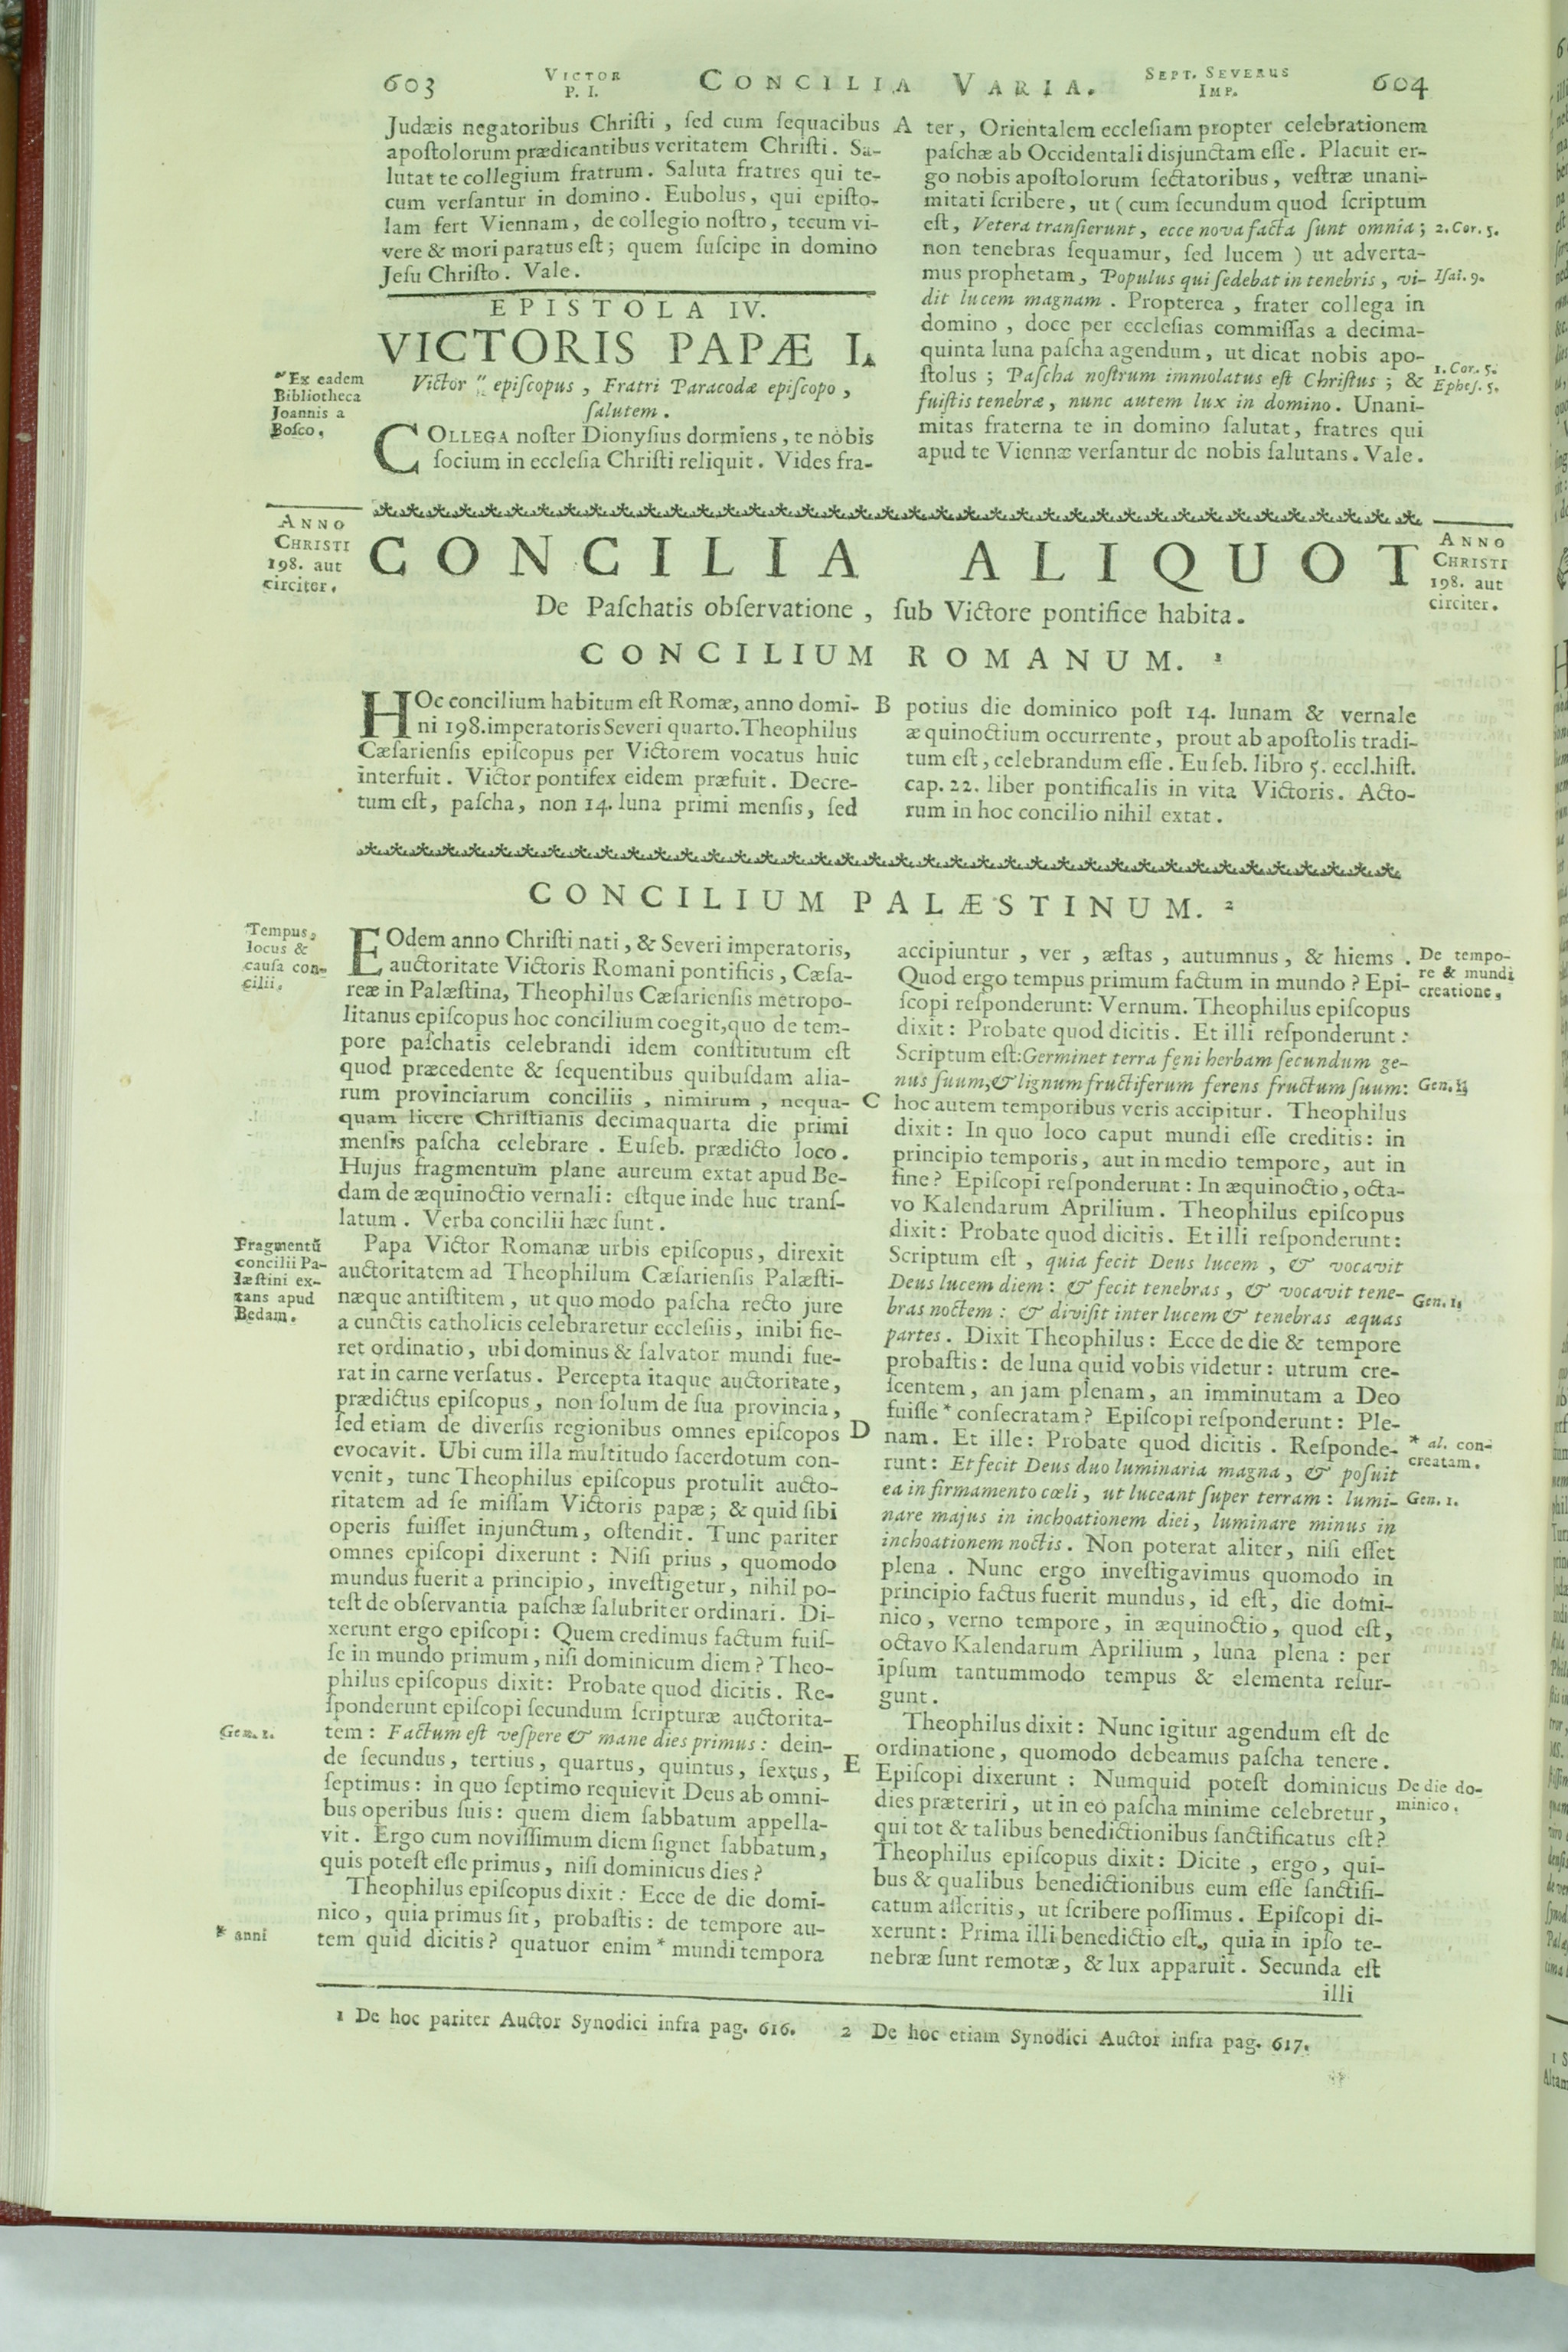 603
VICTOR
P. I.
CONCILIA VARIA.
SEPT. SEVERUS
IMP.
604
Judæis negatoribus Chriſti, ſed cum ſequacibus
apoſtolorum prædicantibus veritatem Chriſti. Sa-
lutat te collegium fratrum. Saluta fratres qui te-
cum verſantur in domino. Eubolus, qui epiſto-
lam fert Viennam, de collegio noſtro, tecum vi-
vere & mori paratus eſt; quem ſuſcipe in domino
Jeſu Chriſto. Vale.
EPISTOLA IV.
VICTORIS PAPÆ I.
" Ex eadem
Bibliotheca
Joannis a
Boſco.
Victor " epiſcopus, Fratri Paracodæ epiſcopo,
ſalutem.
COLLEGA noſter Dionyſius dormiens, te nobis
ſocium in eccleſia Chriſti reliquit. Vides fra-
A
ter, Orientalem eccleſiam propter celebrationem
paſchæ ab Occidentali disjunctam eſſe. Placuit er-
go nobis apoſtolorum ſectatoribus, veſtræ unani-
mitati ſcribere, ut (cum ſecundum quod ſcriptum
eſt, Vetera tranſierunt, ecce nova facta ſunt omnia;
non tenebras ſequamur, ſed lucem) ut adverta-
mus prophetam, Populus qui ſedebat in tenebris, vi-
dit lucem magnam. Propterea, frater collega in
domino, doce per eccleſias commiſſas a decima-
quinta luna paſcha agendum, ut dicat nobis apo-
ſtolus; Paſcha noſtrum immolatus eſt Chriſtus; &
fuiſtis tenebræ, nunc autem lux in domino. Unani-
mitas fraterna te in domino ſalutat, fratres qui
apud te Viennæ verſantur de nobis ſalutans. Vale.
2. Cor. 5.
Iſai. 9.
1. Cor. 5.
Epheſ. 5.
ANNO
CHRISTI
198. aut
circiter.
CONCILIA ALIQUOT
ANNO
CHRISTI
198. aut
circiter.
De Paſchatis obſervatione, ſub Victore pontifice habita.
CONCILIUM ROMANUM. 1
HOc concilium habitum eſt Romæ, anno domi-
ni 198. imperatoris Severi quarto. Theophilus
Cæſarienſis epiſcopus per Victorem vocatus huic
interfuit. Victor pontifex eidem præfuit. Decre-
tum eſt, paſcha, non 14. luna primi menſis, ſed
B
potius die dominico poſt 14. lunam & vernale
æquinoctium occurrente, prout ab apoſtolis tradi-
tum eſt, celebrandum eſſe. Euſeb. libro 5. eccl. hiſt.
cap. 22. liber pontificalis in vita Victoris. Acto-
rum in hoc concilio nihil extat.
CONCILIUM PALÆSTINUM. 2
Tempus,
locus &
cauſa con-
cilii.
EOdem anno Chriſti nati, & Severi imperatoris,
auctoritate Victoris Romani pontificis, Cæſa-
reæ in Palæſtina, Theophilus Cæſarienſis metropo-
litanus epiſcopus hoc concilium coegit, quo de tem-
pore paſchatis celebrandi idem conſtitutum eſt
quod præcedente & ſequentibus quibuſdam alia-
rum provinciarum conciliis, nimirum, nequa-
quam licere Chriſtianis decimaquarta die primi
menſis paſcha celebrare. Euſeb. prædicto loco.
Hujus fragmentum plane aureum extat apud Be-
dam de æquinoctio vernali: eſtque inde huc tranſ-
latum. Verba concilii hæc ſunt.
Fragmentũ
concilii Pa-
læſtini ex-
tans apud
Bedam.
Papa Victor Romanæ urbis epiſcopus, direxit
auctoritatem ad Theophilum Cæſarienſis Palæſti-
næque antiſtitem, ut quo modo paſcha recto jure
a cunctis catholicis celebraretur eccleſiis, inibi fie-
ret ordinatio, ubi dominus & ſalvator mundi fue-
rat in carne verſatus. Percepta itaque auctoritate,
prædictus epiſcopus, non ſolum de ſua provincia,
ſed etiam de diverſis regionibus omnes epiſcopos
evocavit. Ubi cum illa multitudo ſacerdotum con-
venit, tunc Theophilus epiſcopus protulit aucto-
ritatem ad ſe miſſam Victoris papæ; & quid ſibi
operis fuiſſet injunctum, oſtendit. Tunc pariter
omnes epiſcopi dixerunt: Niſi prius, quomodo
mundus fuerit a principio, inveſtigetur, nihil po-
teſt de obſervantia paſchæ ſalubriter ordinari. Di-
xerunt ergo epiſcopi: Quem credimus factum fuiſ-
ſe in mundo primum, niſi dominicum diem? Theo-
philus epiſcopus dixit: Probate quod dicitis. Re-
ſponderunt epiſcopi ſecundum ſcripturæ auctorita-
tem: Factum eſt veſpere & mane dies primus: dein-
de ſecundus, tertius, quartus, quintus, ſextus,
ſeptimus: in quo ſeptimo requievit Deus ab omni-
bus operibus ſuis: quem diem ſabbatum appella-
vit. Ergo cum noviſſimum diem ſignet ſabbatum,
quis poteſt eſſe primus, niſi dominicus dies?
Theophilus epiſcopus dixit: Ecce de die domi-
nico, quia primus ſit, probaſtis: de tempore au-
tem quid dicitis? quatuor enim * mundi tempora
Gen. 1.
* anni
C
D
E
accipiuntur, ver, æſtas, autumnus, & hiems.
Quod ergo tempus primum factum in mundo? Epi-
ſcopi reſponderunt: Vernum. Theophilus epiſcopus
dixit: Probate quod dicitis. Et illi reſponderunt:
Scriptum eſt: Germinet terra feni herbam ſecundum ge-
nus ſuum, & lignum fructiferum ferens fructum ſuum:
hoc autem temporibus veris accipitur. Theophilus
dixit: In quo loco caput mundi eſſe creditis: in
principio temporis, aut in medio tempore, aut in
fine? Epiſcopi reſponderunt: In æquinoctio, octa-
vo Kalendarum Aprilium. Theophilus epiſcopus
dixit: Probate quod dicitis. Et illi reſponderunt:
Scriptum eſt, quia fecit Deus lucem, & vocavit
Deus lucem diem: & fecit tenebras, & vocavit tene-
bras noctem: & diviſit inter lucem & tenebras æquas
partes. Dixit Theophilus: Ecce de die & tempore
probaſtis: de luna quid vobis videtur: utrum cre-
ſcentem, an jam plenam, an imminutam a Deo
fuiſſe * conſecratam? Epiſcopi reſponderunt: Ple-
nam. Et ille: Probate quod dicitis. Reſponde-
runt: Et fecit Deus duo luminaria magna, & poſuit
ea in firmamento cœli, ut luceant ſuper terram: lumi-
nare majus in inchoationem diei, luminare minus in
inchoationem noctis. Non poterat aliter, niſi eſſet
plena. Nunc ergo inveſtigavimus quomodo in
principio factus fuerit mundus, id eſt, die domi-
nico, verno tempore, in æquinoctio, quod eſt,
octavo Kalendarum Aprilium, luna plena: per
ipſum tantummodo tempus & elementa reſur-
gunt.
Theophilus dixit: Nunc igitur agendum eſt de
ordinatione, quomodo debeamus paſcha tenere.
Epiſcopi dixerunt: Numquid poteſt dominicus
dies præteriri, ut in eo paſcha minime celebretur,
qui tot & talibus benedictionibus ſanctificatus eſt?
Theophilus epiſcopus dixit: Dicite, ergo, qui-
bus & qualibus benedictionibus eum eſſe ſanctifi-
catum aſſeritis, ut ſcribere poſſimus. Epiſcopi di-
xerunt: Prima illi benedictio eſt, quia in ipſo te-
nebræ ſunt remotæ, & lux apparuit. Secunda eſt
illi
De tempo-
re & mundi
creatione.
Gen. 1.
Gen. 1.
* al. con-
creatam.
Gen. 1.
De die do-
minico.
1 De hoc pariter Auctor Synodici infra pag. 616.
2 De hoc etiam Synodici Auctor infra pag. 617.